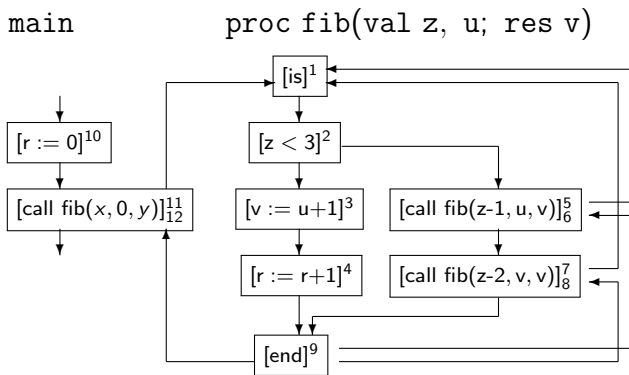 main
proc fib(val z, u; res v)
[is]¹
[r := 0]¹⁰
[z < 3]²
[call fib(x, 0, y)]¹¹₁₂
[v := u+1]³
[call fib(z-1, u, v)]⁵₆
[r := r+1]⁴
[call fib(z-2, v, v)]⁷₈
[end]⁹